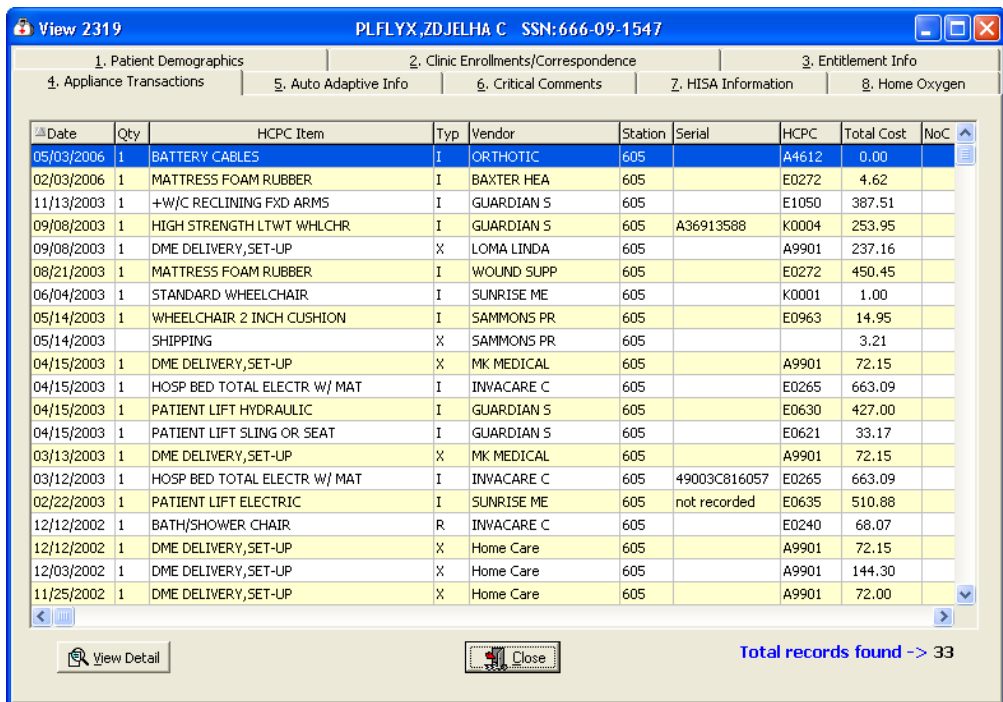 View 2319 PLFLYX,ZDJELHA C SSN:666-09-1547
1. Patient Demographics 2. Clinic Enrollments/Correspondence 3. Entitlement Info
4. Appliance Transactions 5. Auto Adaptive Info 6. Critical Comments 7. HISA Information 8. Home Oxygen
Date Qty HCPC Item Typ Vendor Station Serial HCPC Total Cost NoC
05/03/2006 1 BATTERY CABLES I ORTHOTIC 605 A4612 0.00
02/03/2006 1 MATTRESS FOAM RUBBER I BAXTER HEA 605 E0272 4.62
11/13/2003 1 +W/C RECLINING FXD ARMS I GUARDIAN S 605 E1050 387.51
09/08/2003 1 HIGH STRENGTH LTWT WHLCHR I GUARDIAN S 605 A36913588 K0004 253.95
09/08/2003 1 DME DELIVERY,SET-UP X LOMA LINDA 605 A9901 237.16
08/21/2003 1 MATTRESS FOAM RUBBER I WOUND SUPP 605 E0272 450.45
06/04/2003 1 STANDARD WHEELCHAIR I SUNRISE ME 605 K0001 1.00
05/14/2003 1 WHEELCHAIR 2 INCH CUSHION I SAMMONS PR 605 E0963 14.95
05/14/2003 SHIPPING X SAMMONS PR 605 3.21
04/15/2003 1 DME DELIVERY,SET-UP X MK MEDICAL 605 A9901 72.15
04/15/2003 1 HOSP BED TOTAL ELECTR W/ MAT I INVACARE C 605 E0265 663.09
04/15/2003 1 PATIENT LIFT HYDRAULIC I GUARDIAN S 605 E0630 427.00
04/15/2003 1 PATIENT LIFT SLING OR SEAT I GUARDIAN S 605 E0621 33.17
03/13/2003 1 DME DELIVERY,SET-UP X MK MEDICAL 605 A9901 72.15
03/12/2003 1 HOSP BED TOTAL ELECTR W/ MAT I INVACARE C 605 49003C816057 E0265 663.09
02/22/2003 1 PATIENT LIFT ELECTRIC I SUNRISE ME 605 not recorded E0635 510.88
12/12/2002 1 BATH/SHOWER CHAIR R INVACARE C 605 E0240 68.07
12/12/2002 1 DME DELIVERY,SET-UP X Home Care 605 A9901 72.15
12/03/2002 1 DME DELIVERY,SET-UP X Home Care 605 A9901 144.30
11/25/2002 1 DME DELIVERY,SET-UP X Home Care 605 A9901 72.00
View Detail Close Total records found -> 33